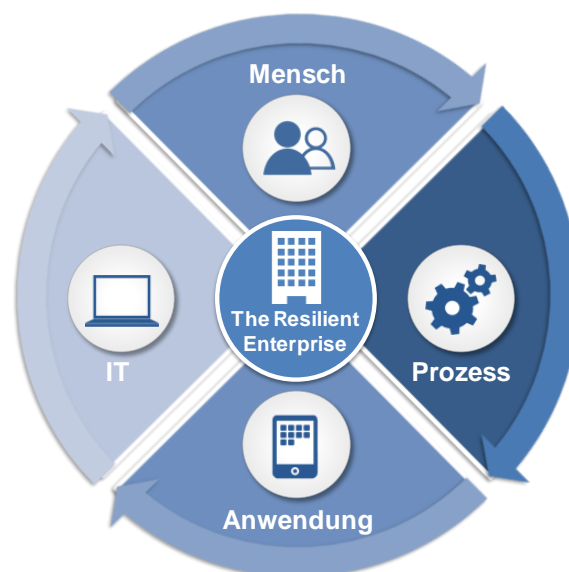 Mensch
The Resilient
Enterprise
IT
Prozess
Anwendung